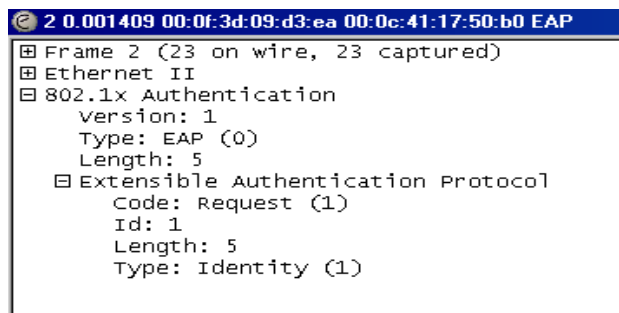 2 0.001409 00:0f:3d:09:d3:ea 00:0c:41:17:50:b0 EAP
Frame 2 (23 on wire, 23 captured)
Ethernet II
802.1x Authentication
Version: 1
Type: EAP (0)
Length: 5
Extensible Authentication Protocol
Code: Request (1)
Id: 1
Length: 5
Type: Identity (1)